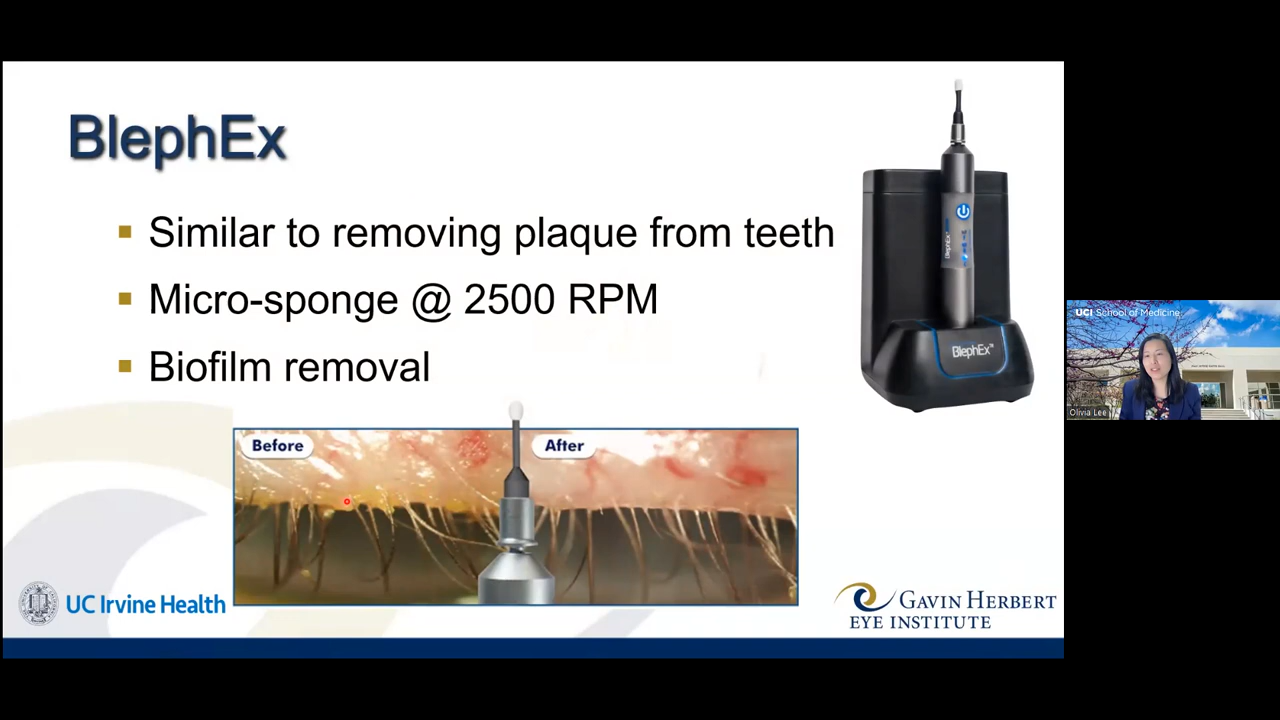 BlephEx
Similar to removing plaque from teeth
Micro-sponge @ 2500 RPM
Biofilm removal
BlephEx
BlephEx™
Before
After
UC Irvine Health
GAVIN HERBERT
EYE INSTITUTE
UCI School of Medicine
Olivia Lee